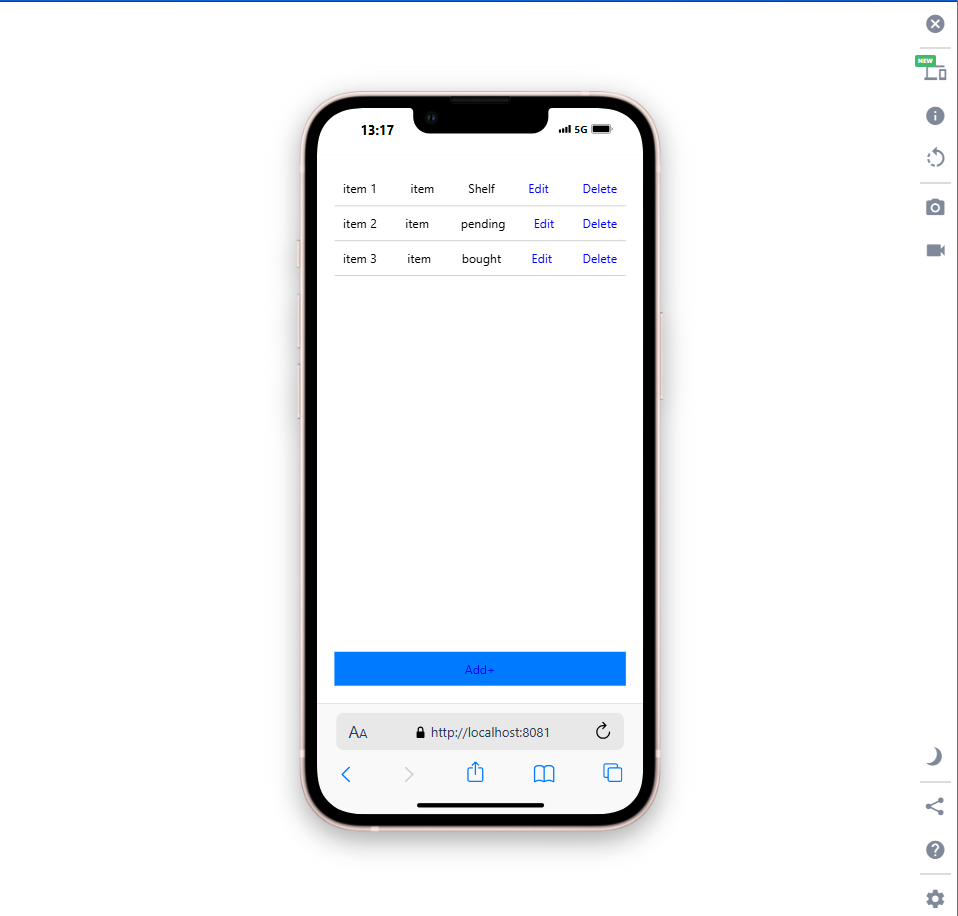 NEW
13:17 5G
item 1 item Shelf Edit Delete
item 2 item pending Edit Delete
item 3 item bought Edit Delete
Add+
AA http://localhost:8081